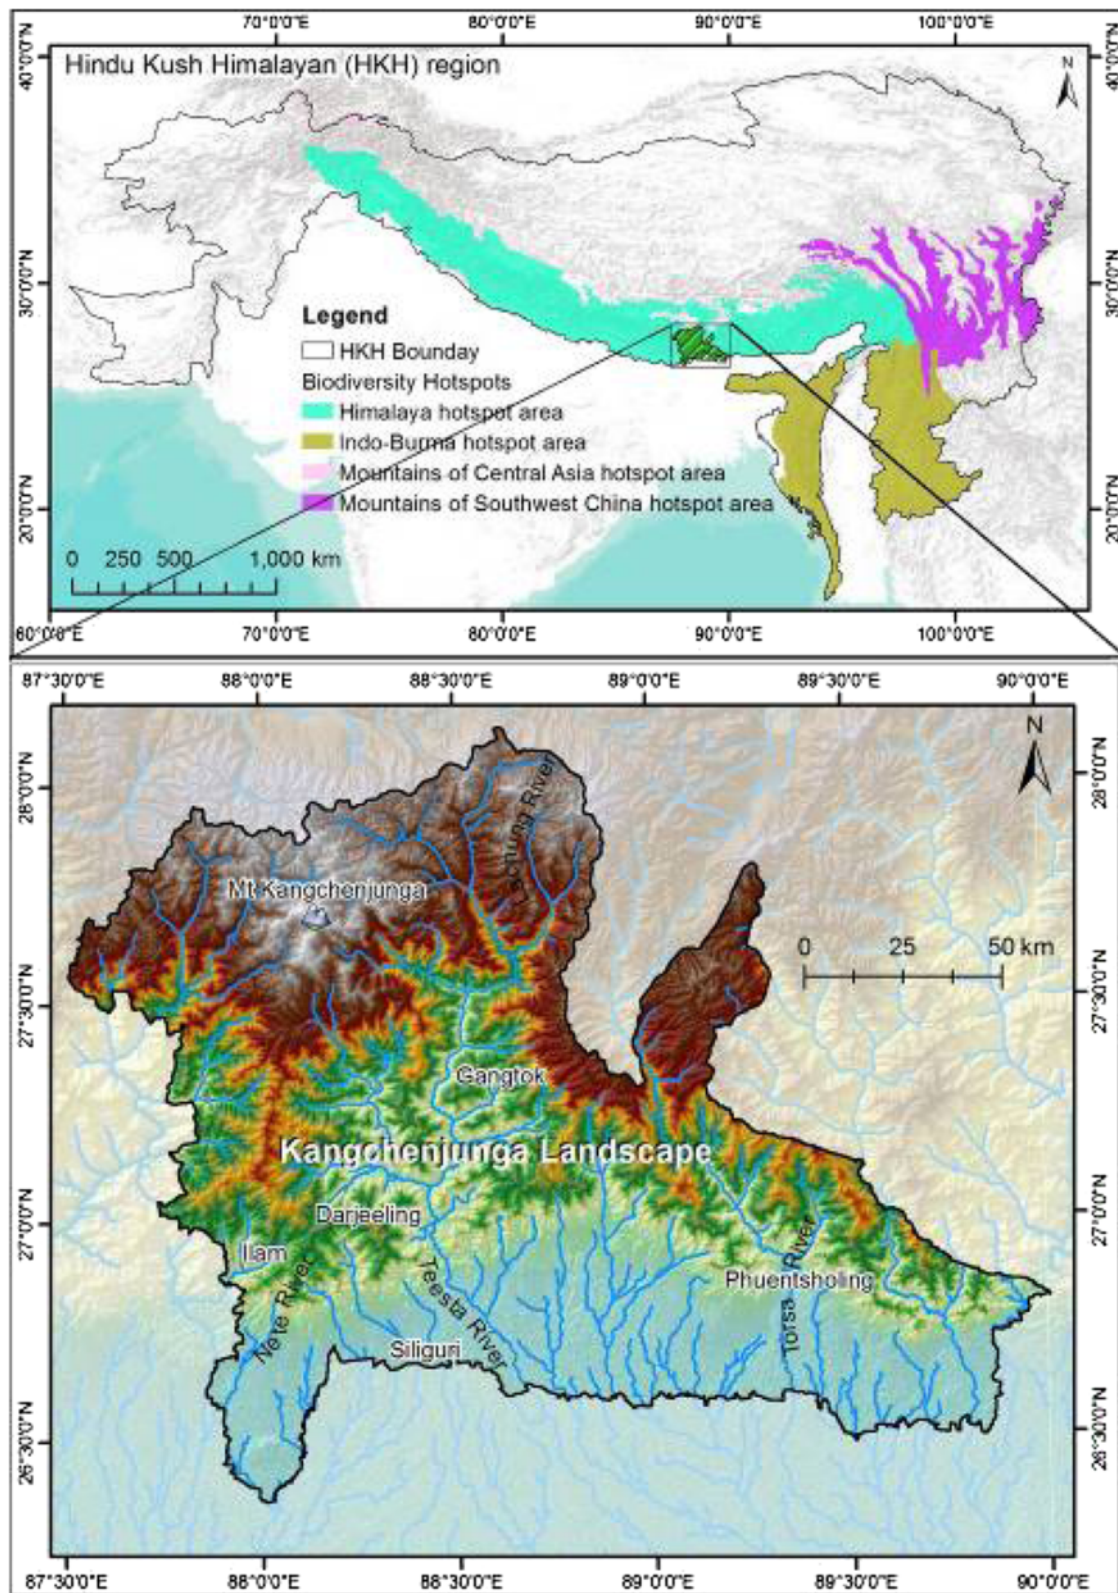 70°0'0"E 80°0'0"E 90°0'0"E 100°0'0"E
40°0'0"N
40°0'0"N
Hindu Kush Himalayan (HKH) region
N
30°0'0"N
30°0'0"N
Legend
HKH Bounday
Biodiversity Hotspots
Himalaya hotspot area
Indo-Burma hotspot area
Mountains of Central Asia hotspot area
Mountains of Southwest China hotspot area
20°0'0"N
20°0'0"N
0 250 500 1,000 km
60°0'0"E 70°0'0"E 80°0'0"E 90°0'0"E 100°0'0"E
87°30'0"E 88°0'0"E 88°30'0"E 89°0'0"E 89°30'0"E 90°0'0"E
N
28°0'0"N
28°0'0"N
River
Mt Kangchenjunga
0 25 50 km
27°30'0"N
27°30'0"N
Gangtok
Kangchenjunga Landscape
27°0'0"N
27°0'0"N
Darjeeling
Ilam
Nete River
Teesta River
Torsa River
Phuentsholing
Siliguri
26°30'0"N
26°30'0"N
87°30'0"E 88°0'0"E 88°30'0"E 89°0'0"E 89°30'0"E 90°0'0"E